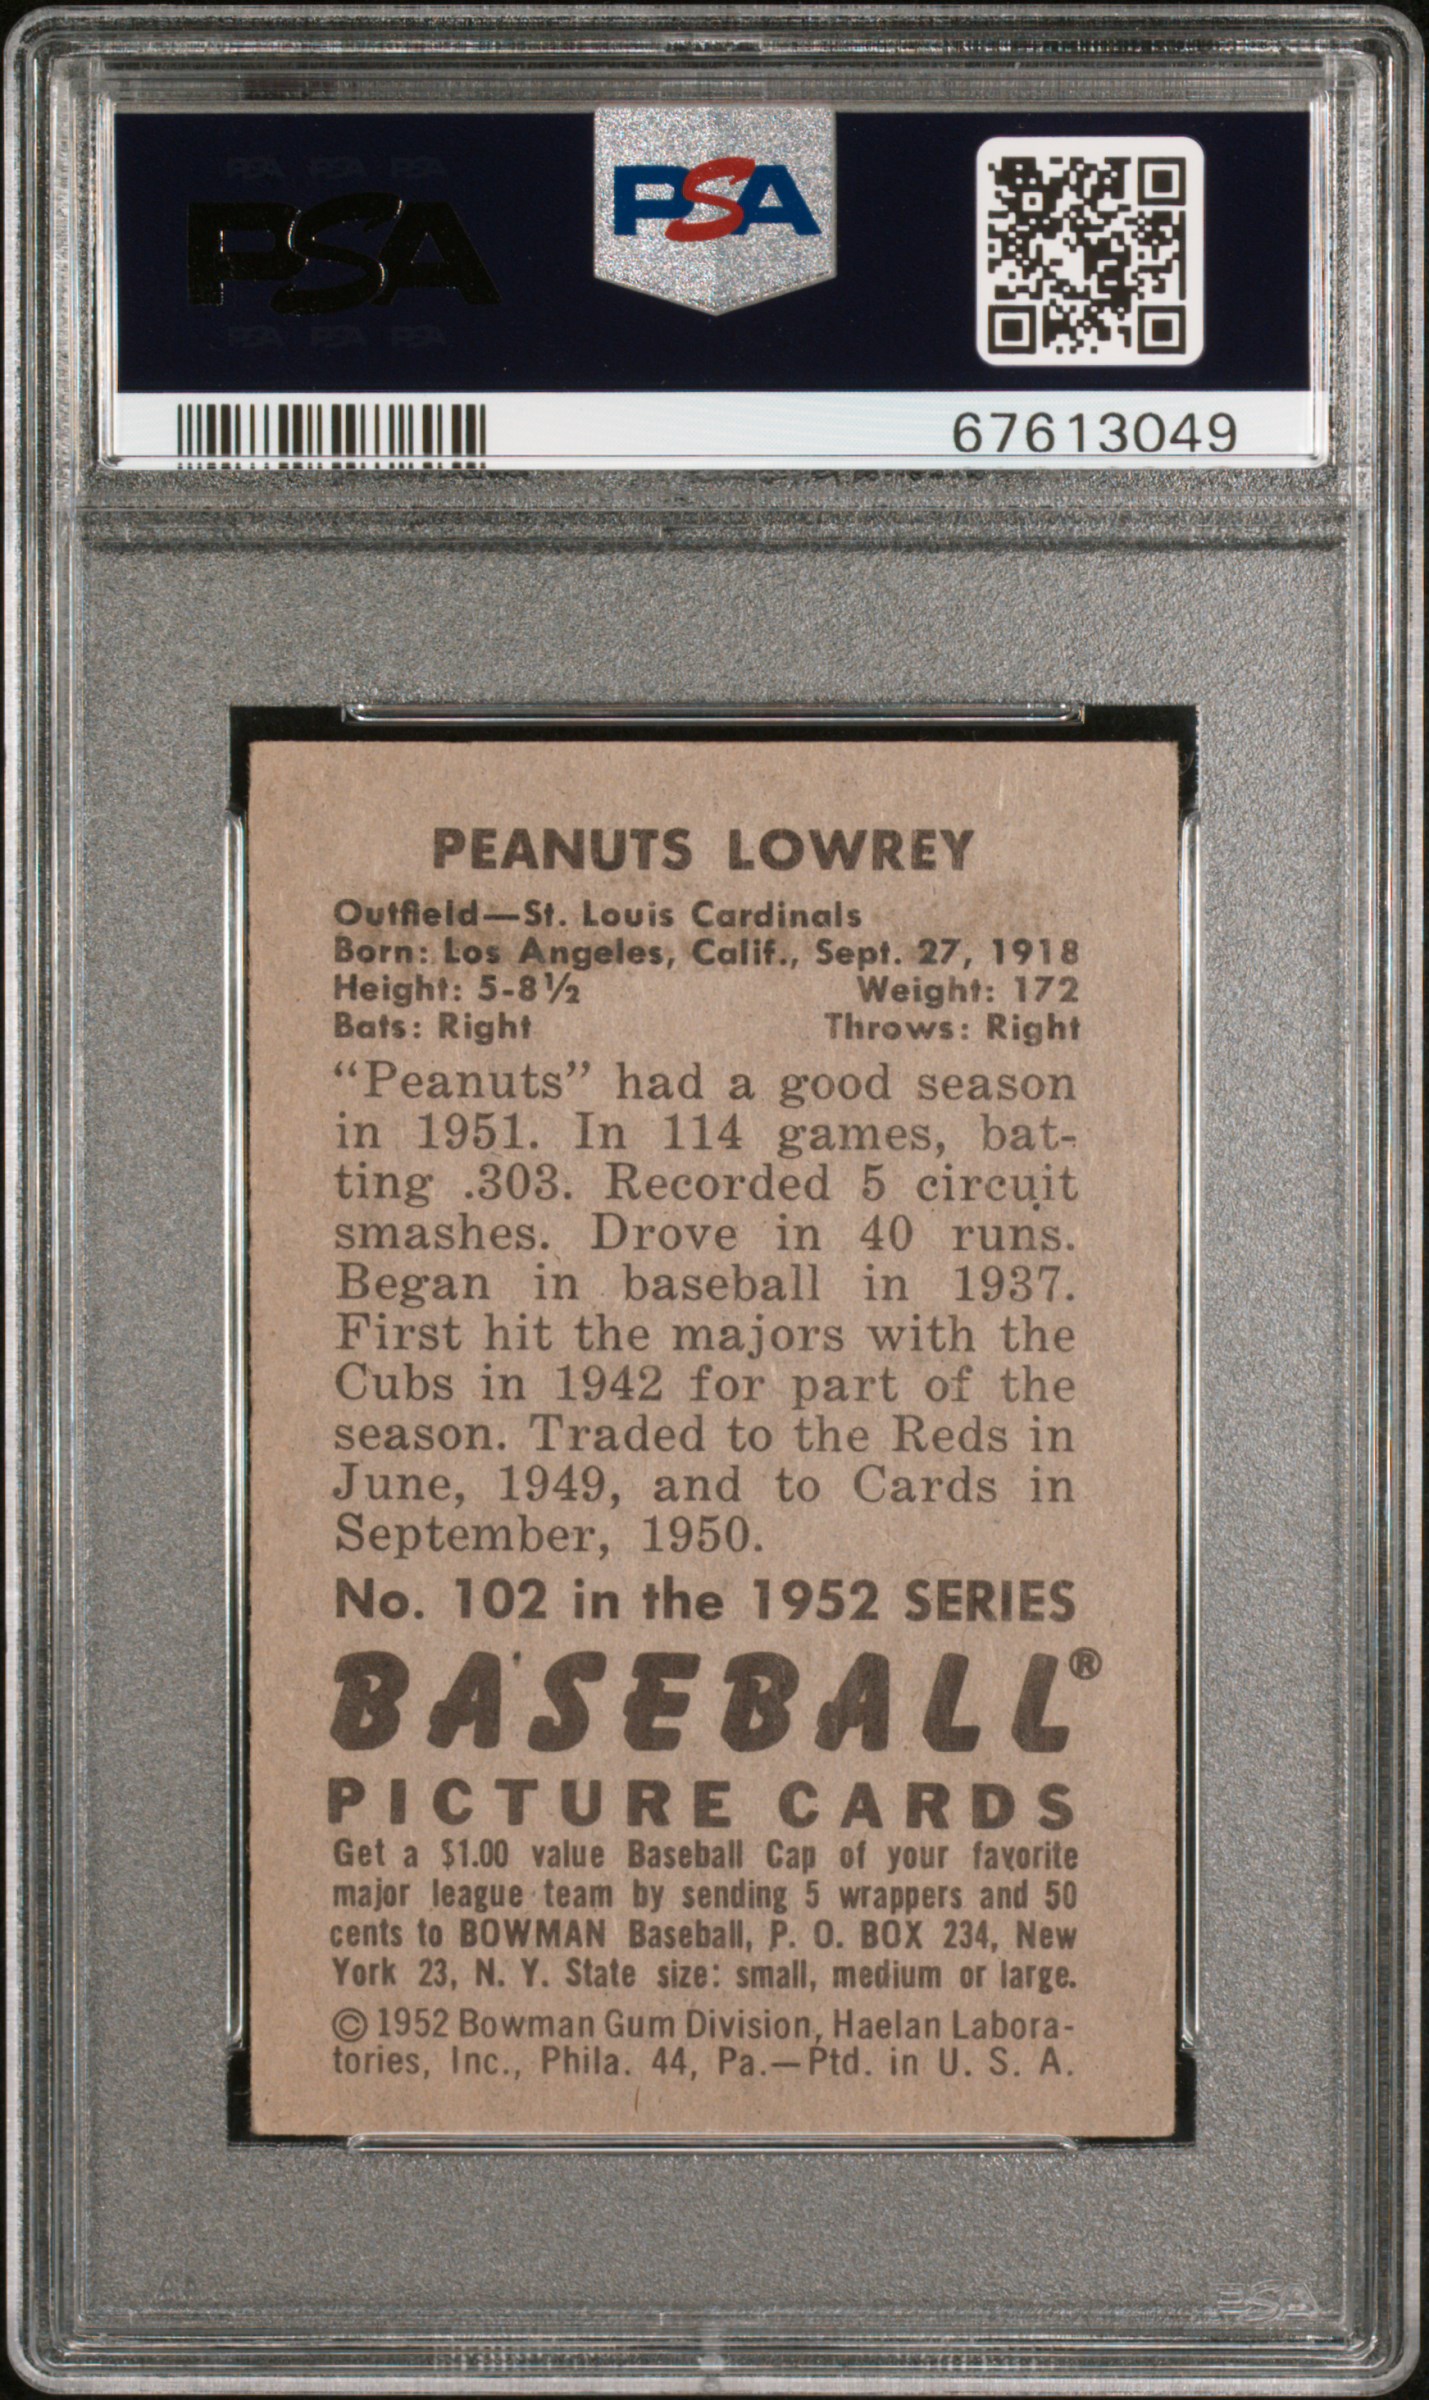 PSA PSA PSA
PSA
PSA
PSA PSA PSA
67613049
PEANUTS LOWREY
Outfield—St. Louis Cardinals
Born: Los Angeles, Calif., Sept. 27, 1918
Height: 5-8½ Weight: 172
Bats: Right Throws: Right
“Peanuts” had a good season
in 1951. In 114 games, bat-
ting .303. Recorded 5 circuit
smashes. Drove in 40 runs.
Began in baseball in 1937.
First hit the majors with the
Cubs in 1942 for part of the
season. Traded to the Reds in
June, 1949, and to Cards in
September, 1950.
No. 102 in the 1952 SERIES
BASEBALL®
PICTURE CARDS
Get a $1.00 value Baseball Cap of your favorite
major league team by sending 5 wrappers and 50
cents to BOWMAN Baseball, P. O. BOX 234, New
York 23, N. Y. State size: small, medium or large.
© 1952 Bowman Gum Division, Haelan Labora-
tories, Inc., Phila. 44, Pa.—Ptd. in U. S. A.
PSA